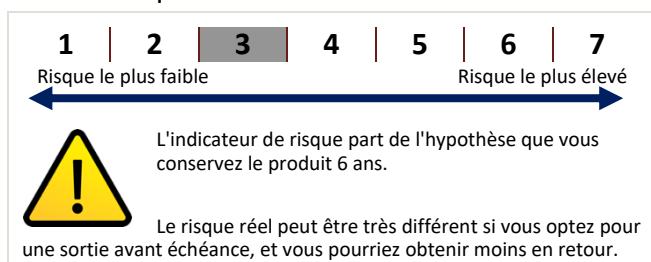 1 2 3 4 5 6 7
Risque le plus faible Risque le plus élevé
L'indicateur de risque part de l'hypothèse que vous
conservez le produit 6 ans.
Le risque réel peut être très différent si vous optez pour
une sortie avant échéance, et vous pourriez obtenir moins en retour.